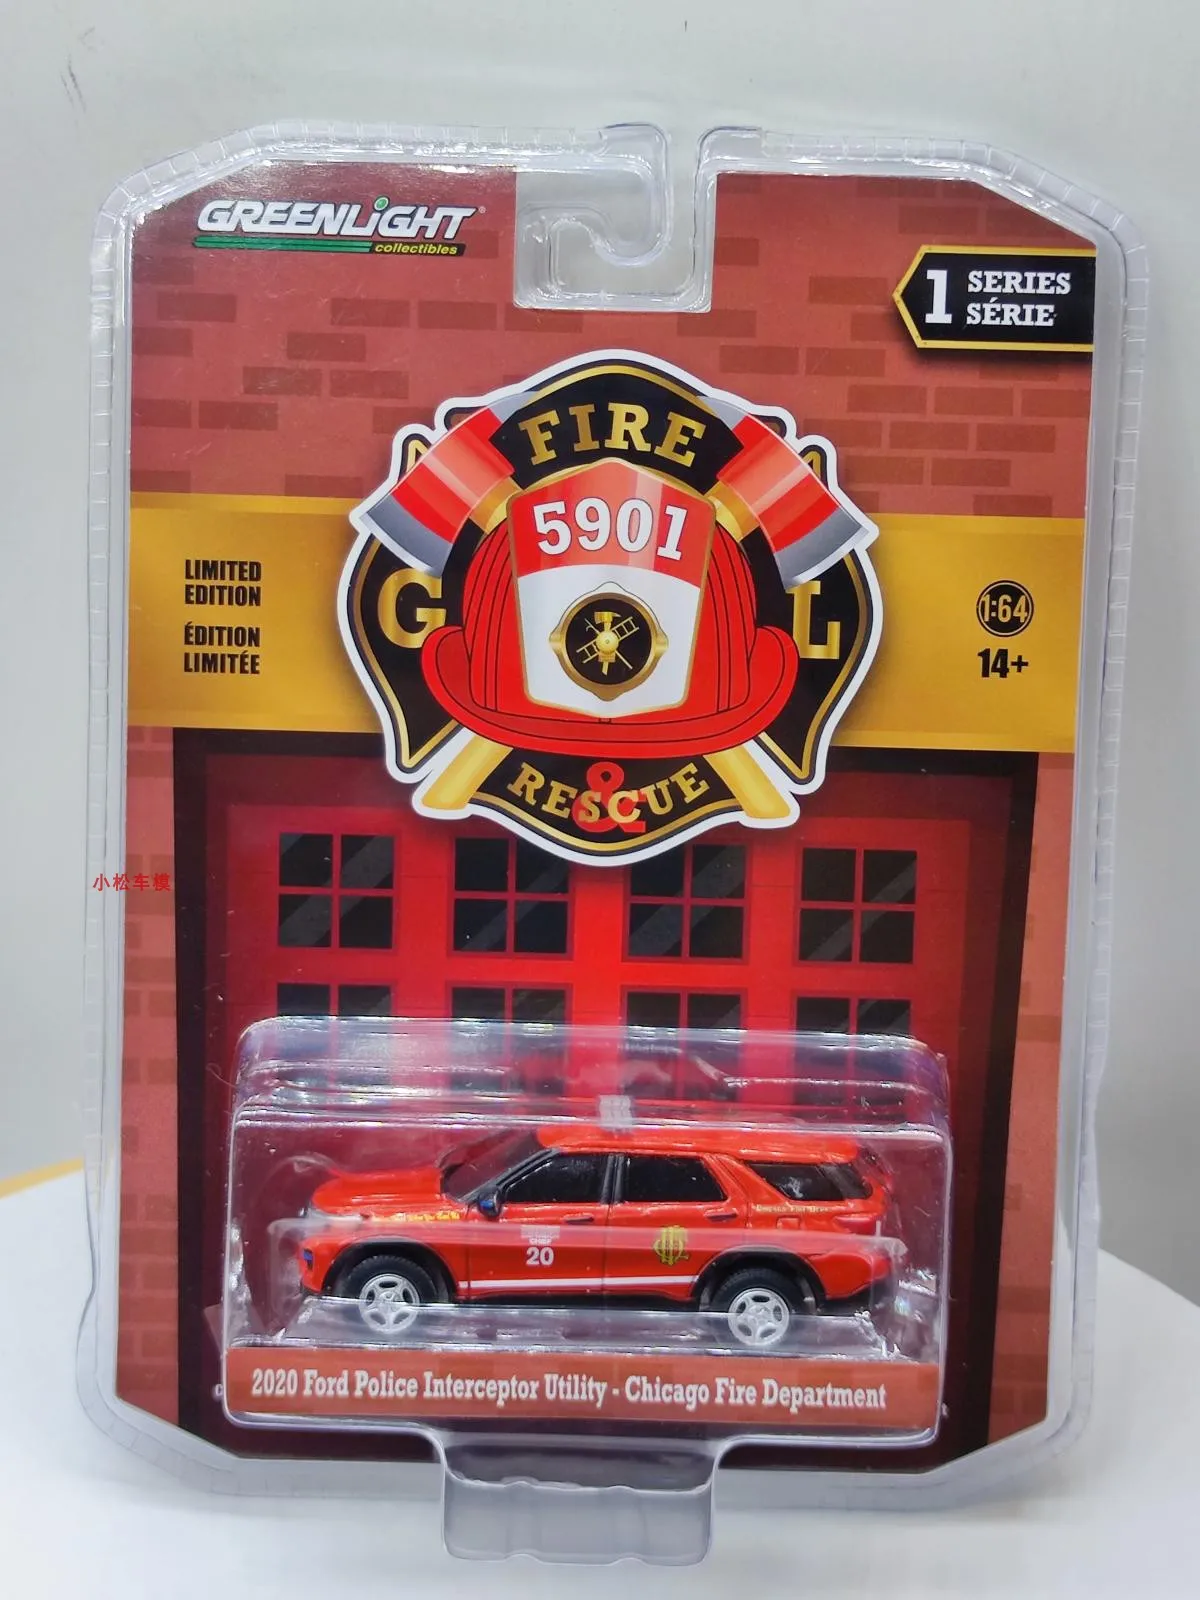 GREENLiGHT
collectibles
1 SERIES
SÉRIE
FIRE
5901
G L
&
RESCUE
LIMITED
EDITION
ÉDITION
LIMITÉE
1:64
14+
小松车模
CHIEF
20
2020 Ford Police Interceptor Utility - Chicago Fire Department